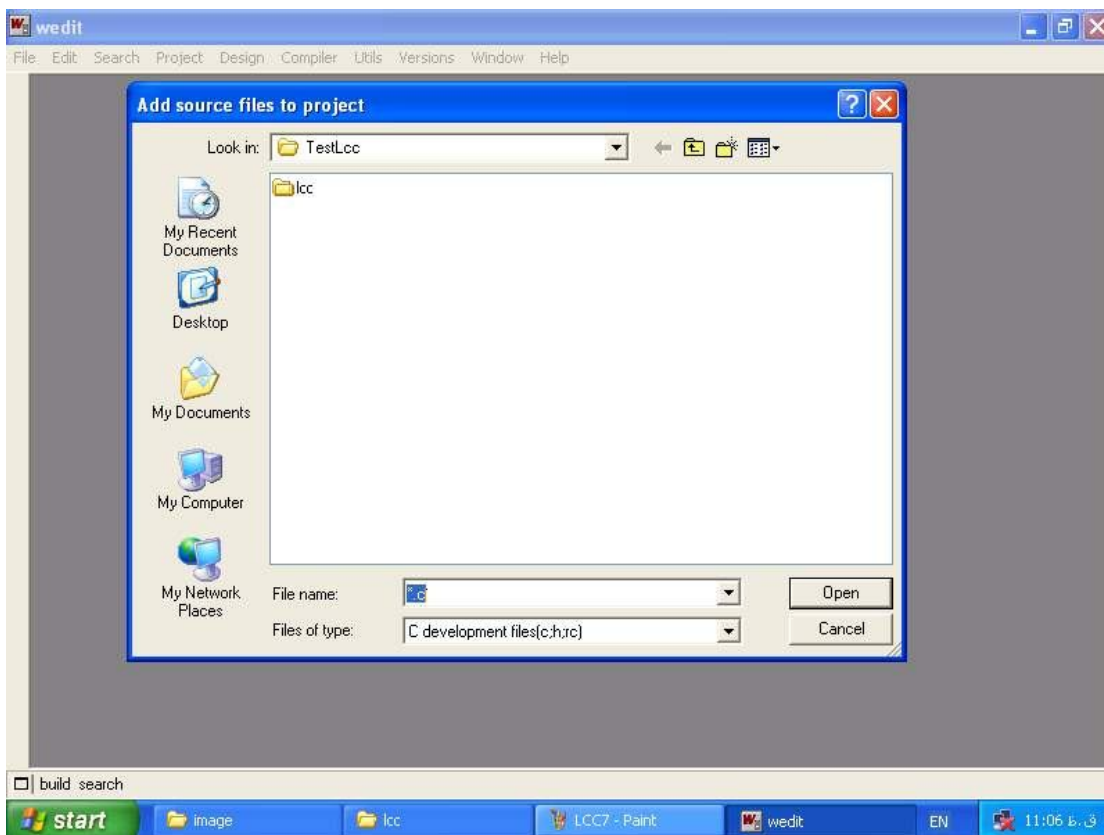 wedit
File Edit Search Project Design Compiler Utils Versions Window Help
Add source files to project
Look in: TestLcc
lcc
My Recent
Documents
Desktop
My Documents
My Computer
My Network
Places
File name: *.c
Files of type: C development files(c;h;rc)
Open
Cancel
build search
start image lcc LCC7 - Paint wedit EN 11:06 ق.ظ